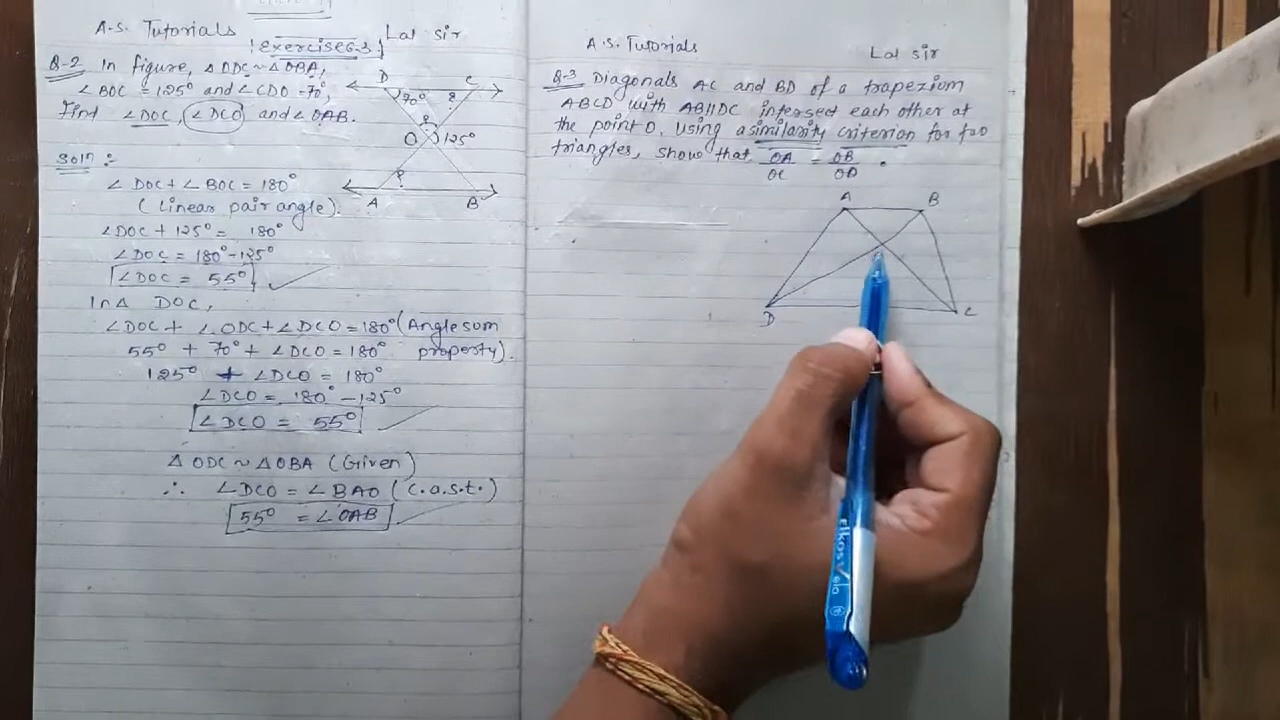 A.S. Tutorials Lal sir
Exercise 6.3
Q-2 In figure, △ODC ~ △OBA,
∠BOC = 125° and ∠CDO = 70°,
Find ∠DOC, ∠DCO and ∠OAB.
D C
70° ?
?
O 125°
?
A B
Soln :-
∠DOC + ∠BOC = 180°
(Linear pair angle).
∠DOC + 125° = 180°
∠DOC = 180° - 125°
∠DOC = 55°
In △ DOC,
∠DOC + ∠ODC + ∠DCO = 180° (Angle sum
55° + 70° + ∠DCO = 180° property).
125° + ∠DCO = 180°
∠DCO = 180° - 125°
∠DCO = 55°
△ODC ~ △OBA (Given)
∴ ∠DCO = ∠BAO (C.a.s.t.)
55° = ∠OAB
A.S. Tutorials Lal sir
Q-3 Diagonals AC and BD of a trapezium
ABCD with AB||DC intersect each other at
the point O, using a similarity criterion for two
triangles, show that OA/OC = OB/OD .
A B
D C
elkos Vela